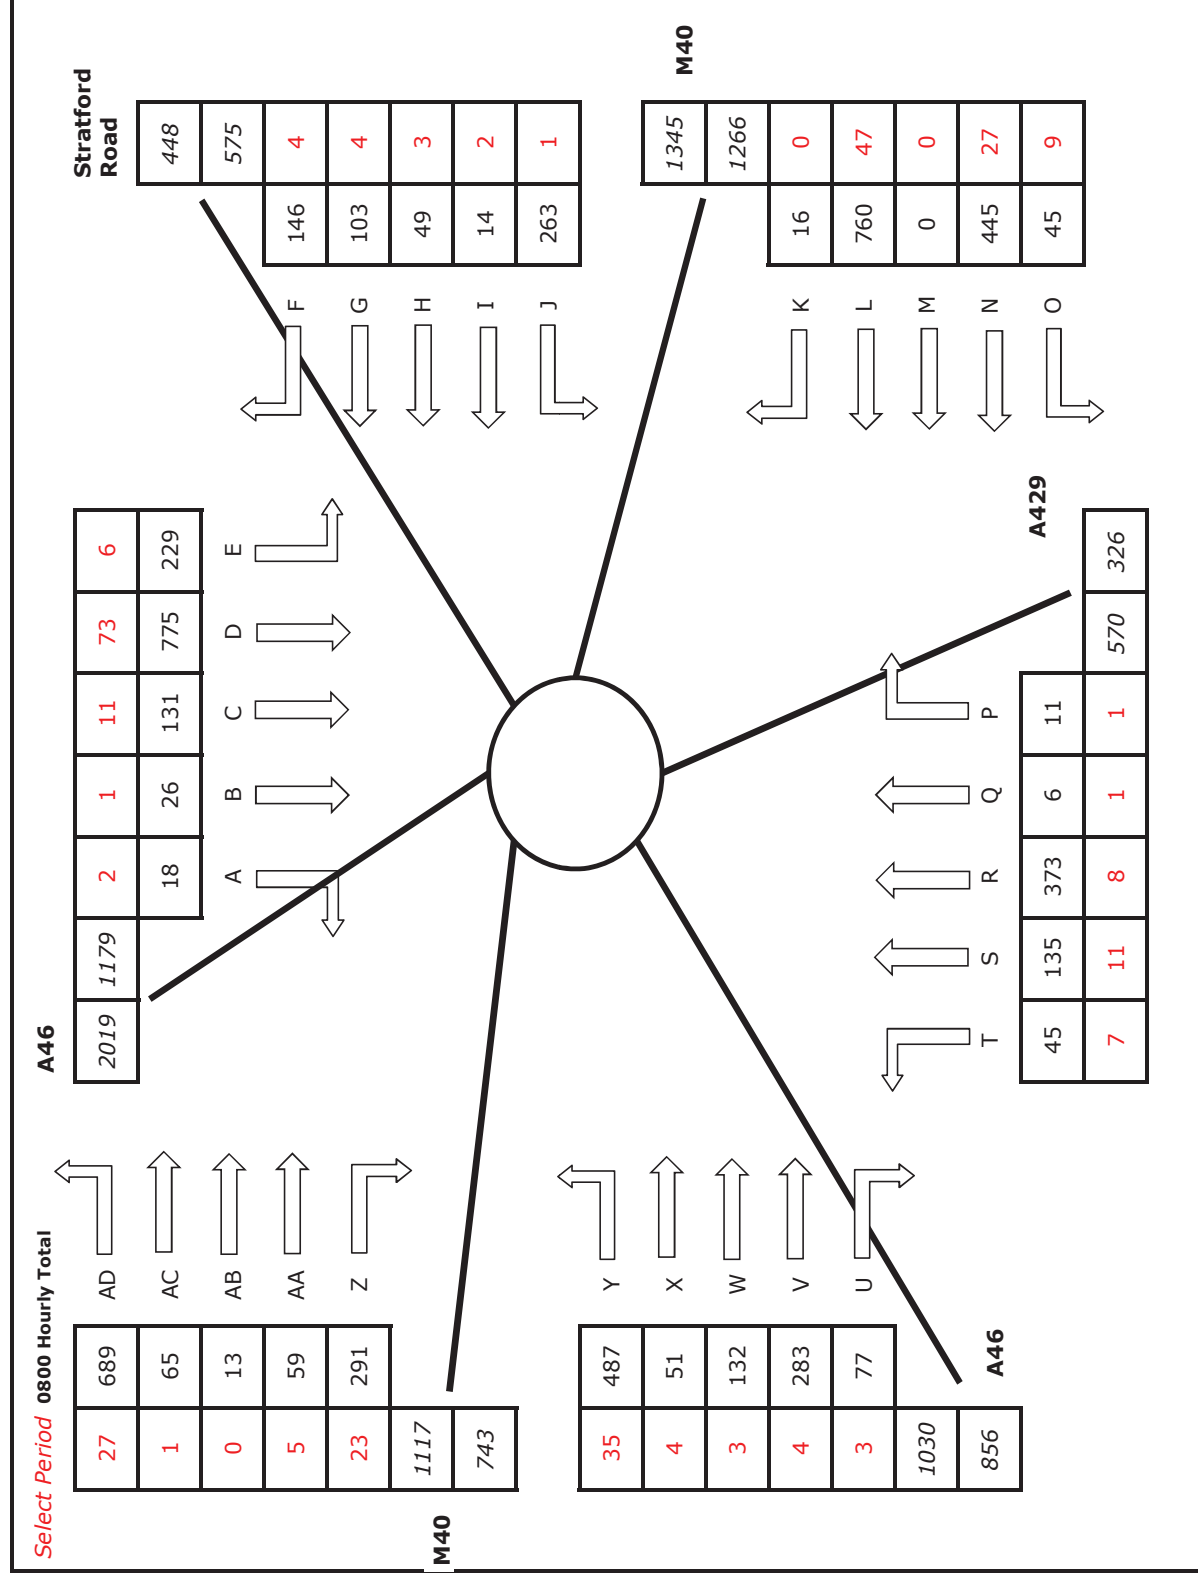 Select Period 0800 Hourly Total
27 689 AD
1 65 AC
0 13 AB
5 59 AA
23 291 Z
1117
743
M40
A46
2019 1179 2 1 11 73 6
18 26 131 775 229
A B C D E
Stratford
Road
448
575
F 146 4
G 103 4
H 49 3
I 14 2
J 263 1
M40
1345
1266
K 16 0
L 760 47
M 0 0
N 445 27
O 45 9
35 487 Y
4 51 X
3 132 W
4 283 V
3 77 U
1030
856
A46
T S R Q P
A429
45 135 373 6 11
7 11 8 1 1 570 326